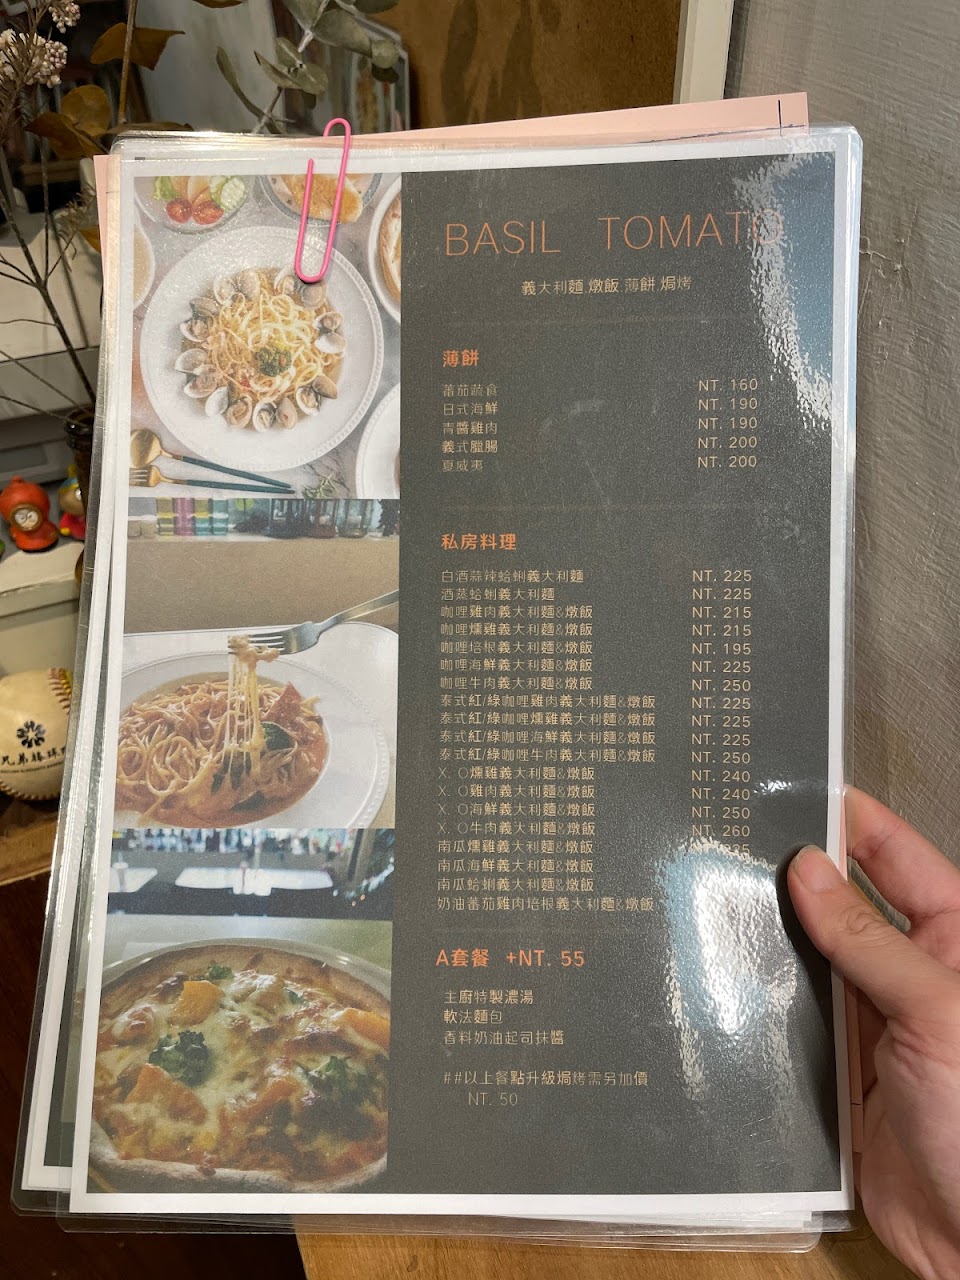 BASIL TOMATO
義大利麵.燉飯.薄餅.焗烤
薄餅
蕃茄蔬食 NT. 160
日式海鮮 NT. 190
青醬雞肉 NT. 190
義式臘腸 NT. 200
夏威夷 NT. 200
私房料理
白酒蒜辣蛤蜊義大利麵 NT. 225
酒蒸蛤蜊義大利麵 NT. 225
咖哩雞肉義大利麵&燉飯 NT. 215
咖哩燻雞義大利麵&燉飯 NT. 215
咖哩培根義大利麵&燉飯 NT. 195
咖哩海鮮義大利麵&燉飯 NT. 225
咖哩牛肉義大利麵&燉飯 NT. 250
泰式紅/綠咖哩雞肉義大利麵&燉飯 NT. 225
泰式紅/綠咖哩燻雞義大利麵&燉飯 NT. 225
泰式紅/綠咖哩海鮮義大利麵&燉飯 NT. 225
泰式紅/綠咖哩牛肉義大利麵&燉飯 NT. 250
X. O燻雞義大利麵&燉飯 NT. 240
X. O雞肉義大利麵&燉飯 NT. 240
X. O海鮮義大利麵&燉飯 NT. 250
X. O牛肉義大利麵&燉飯 NT. 260
南瓜燻雞義大利麵&燉飯
南瓜海鮮義大利麵&燉飯
南瓜蛤蜊義大利麵&燉飯
奶油蕃茄雞肉培根義大利麵&燉飯
A套餐 +NT. 55
主廚特製濃湯
軟法麵包
香料奶油起司抹醬
##以上餐點升級焗烤需另加價
NT. 50
兄弟棒球